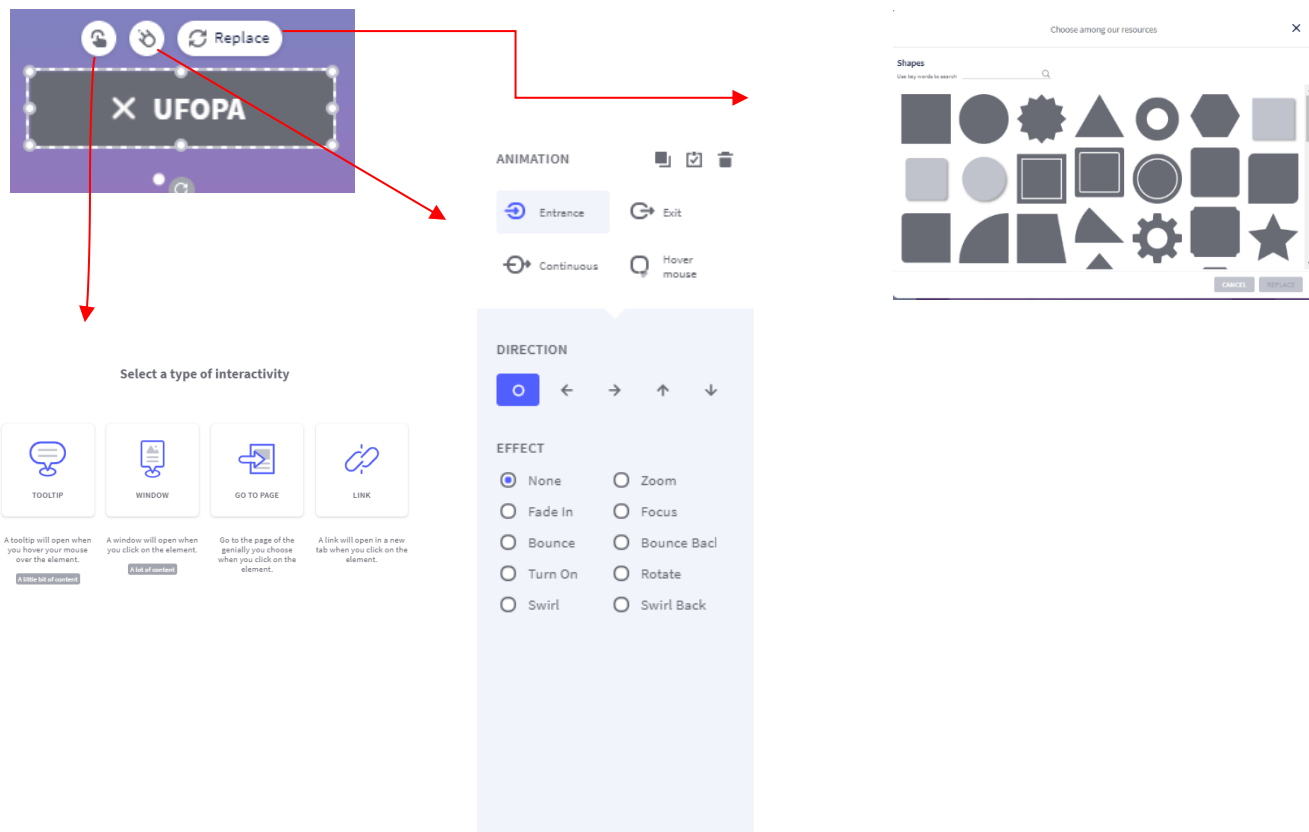 Replace
UFOPA
Choose among our resources
Shapes
Use key words to search
CANCEL
REPLACE
ANIMATION
Entrance
Exit
Continuous
Hover
mouse
DIRECTION
EFFECT
None
Zoom
Fade In
Focus
Bounce
Bounce Bacl
Turn On
Rotate
Swirl
Swirl Back
Select a type of interactivity
TOOLTIP
WINDOW
GO TO PAGE
LINK
A tooltip will open when
you hover your mouse
over the element.
A little bit of content
A window will open when
you click on the element.
A bit of content
Go to the page of the
genially you choose
when you click on the
element.
A link will open in a new
tab when you click on the
element.